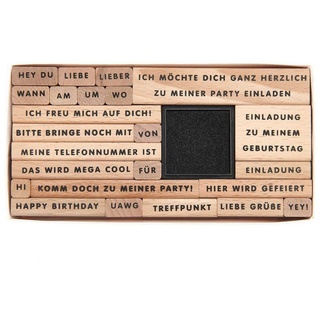 HEY DU LIEBE LIEBER ICH MÖCHTE DICH GANZ HERZLICH
WANN AM UM WO ZU MEINER PARTY EINLADEN
ICH FREU MICH AUF DICH!
BITTE BRINGE NOCH MIT VON
MEINE TELEFONNUMMER IST
DAS WIRD MEGA COOL FÜR
EINLADUNG
ZU MEINEM
GEBURTSTAG
EINLADUNG
HI KOMM DOCH ZU MEINER PARTY! HIER WIRD GEFEIERT
HAPPY BIRTHDAY UAWG TREFFPUNKT LIEBE GRÜßE YEY!